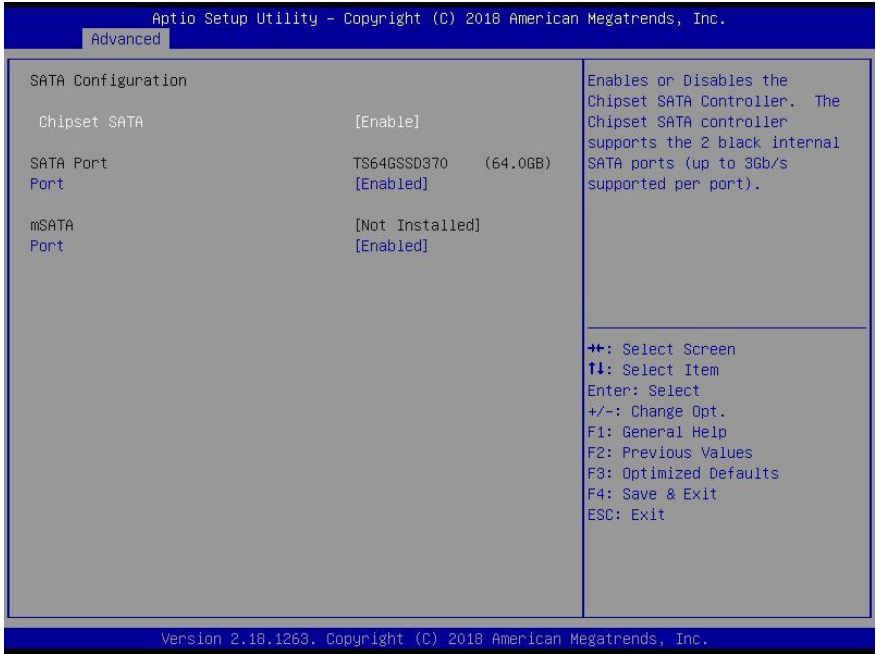 Aptio Setup Utility – Copyright (C) 2018 American Megatrends, Inc.
Advanced
SATA Configuration
Chipset SATA [Enable]
SATA Port TS64GSSD370 (64.0GB)
Port [Enabled]
mSATA [Not Installed]
Port [Enabled]
Enables or Disables the
Chipset SATA Controller. The
Chipset SATA controller
supports the 2 black internal
SATA ports (up to 3Gb/s
supported per port).
→←: Select Screen
↑↓: Select Item
Enter: Select
+/-: Change Opt.
F1: General Help
F2: Previous Values
F3: Optimized Defaults
F4: Save & Exit
ESC: Exit
Version 2.18.1263. Copyright (C) 2018 American Megatrends, Inc.